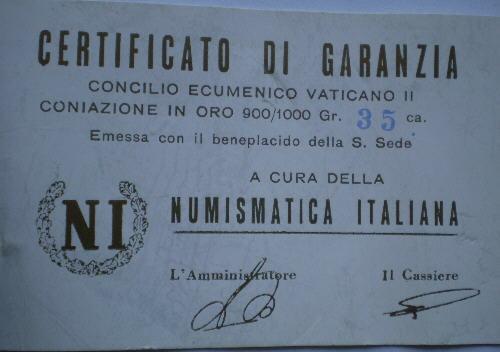 CERTIFICATO DI GARANZIA
CONCILIO ECUMENICO VATICANO II
CONIAZIONE IN ORO 900/1000 Gr. 35 ca.
Emessa con il beneplacido della S. Sede
A CURA DELLA
NI
NUMISMATICA ITALIANA
L'Amministratore Il Cassiere